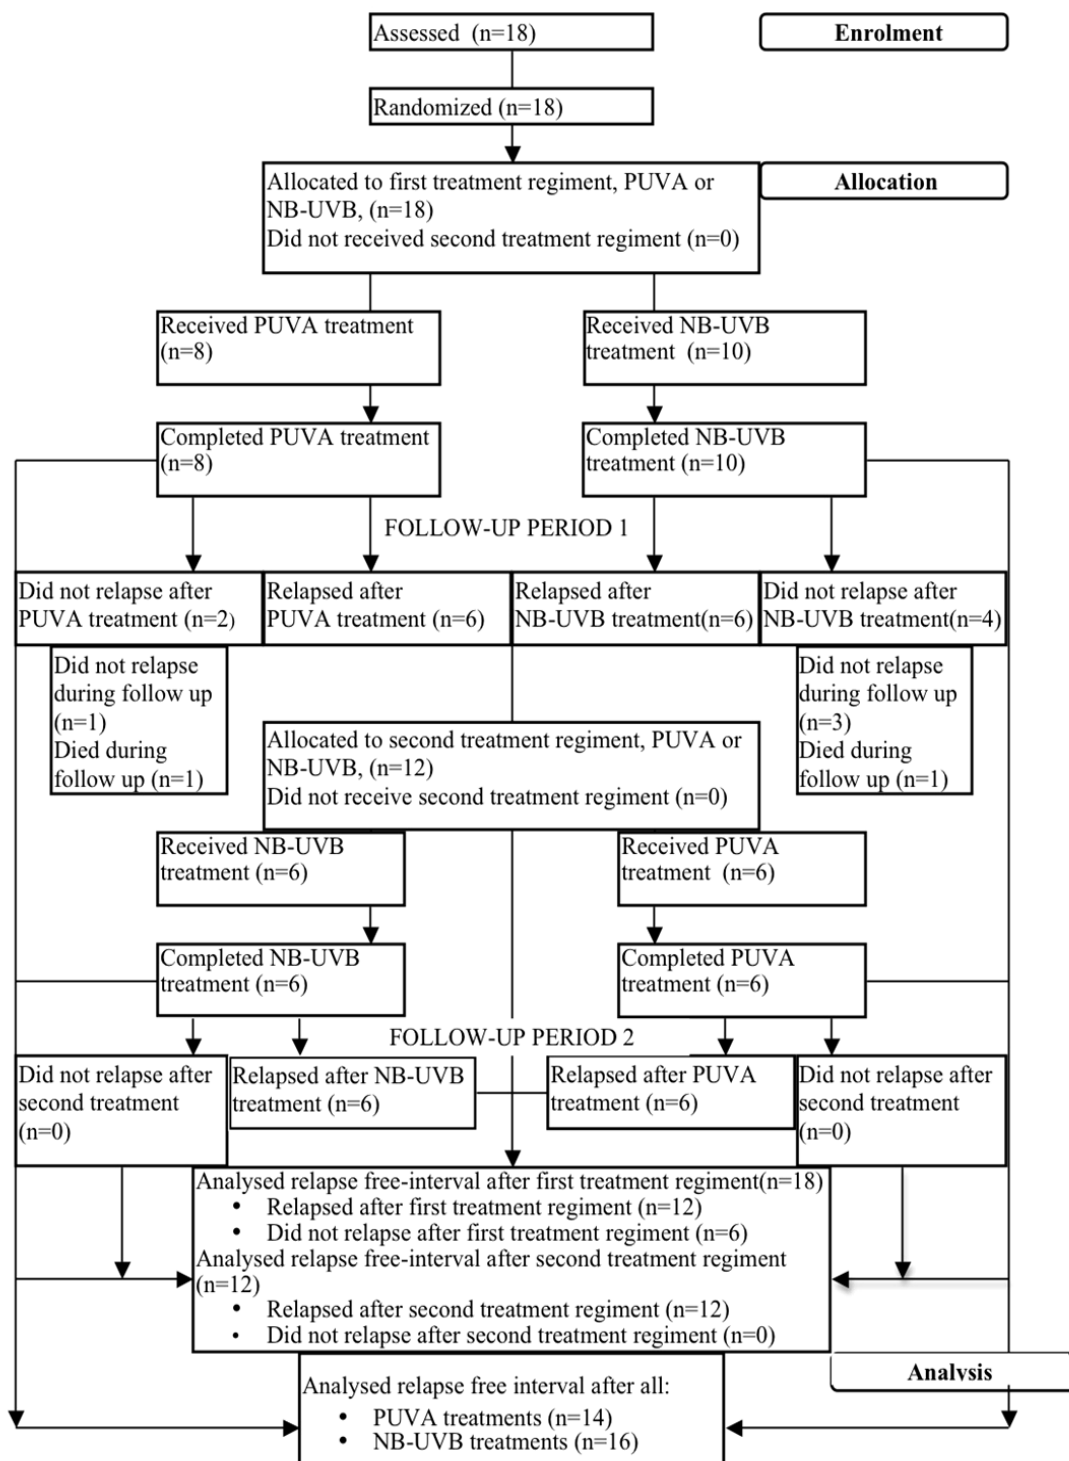 Assessed (n=18)
Enrolment
Randomized (n=18)
Allocated to first treatment regiment, PUVA or
NB-UVB, (n=18)
Did not received second treatment regiment (n=0)
Allocation
Received PUVA treatment
(n=8)
Received NB-UVB
treatment (n=10)
Completed PUVA treatment
(n=8)
Completed NB-UVB
treatment (n=10)
FOLLOW-UP PERIOD 1
Did not relapse after
PUVA treatment (n=2)
Relapsed after
PUVA treatment (n=6)
Relapsed after
NB-UVB treatment(n=6)
Did not relapse after
NB-UVB treatment(n=4)
Did not relapse
during follow up
(n=1)
Died during
follow up (n=1)
Did not relapse
during follow up
(n=3)
Died during
follow up (n=1)
Allocated to second treatment regiment, PUVA or
NB-UVB, (n=12)
Did not receive second treatment regiment (n=0)
Received NB-UVB
treatment (n=6)
Received PUVA
treatment (n=6)
Completed NB-UVB
treatment (n=6)
Completed PUVA
treatment (n=6)
FOLLOW-UP PERIOD 2
Did not relapse after
second treatment
(n=0)
Relapsed after NB-UVB
treatment (n=6)
Relapsed after PUVA
treatment (n=6)
Did not relapse after
second treatment
(n=0)
Analysed relapse free-interval after first treatment regiment(n=18)
• Relapsed after first treatment regiment (n=12)
• Did not relapse after first treatment regiment (n=6)
Analysed relapse free-interval after second treatment regiment
(n=12)
• Relapsed after second treatment regiment (n=12)
• Did not relapse after second treatment regiment (n=0)
Analysis
Analysed relapse free interval after all:
• PUVA treatments (n=14)
• NB-UVB treatments (n=16)